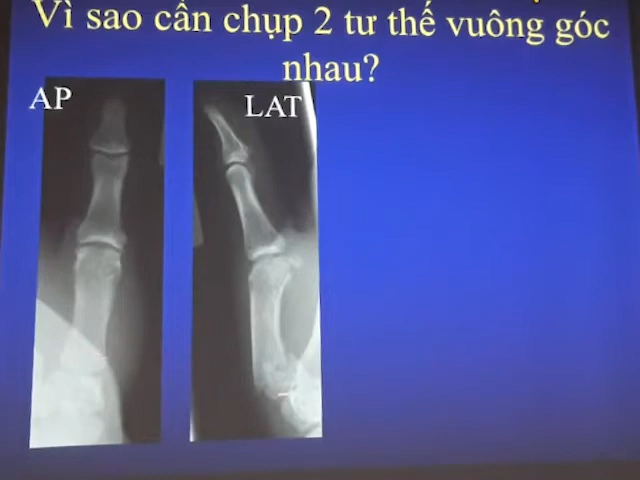 Vì sao cần chụp 2 tư thế vuông góc
nhau?
AP
LAT